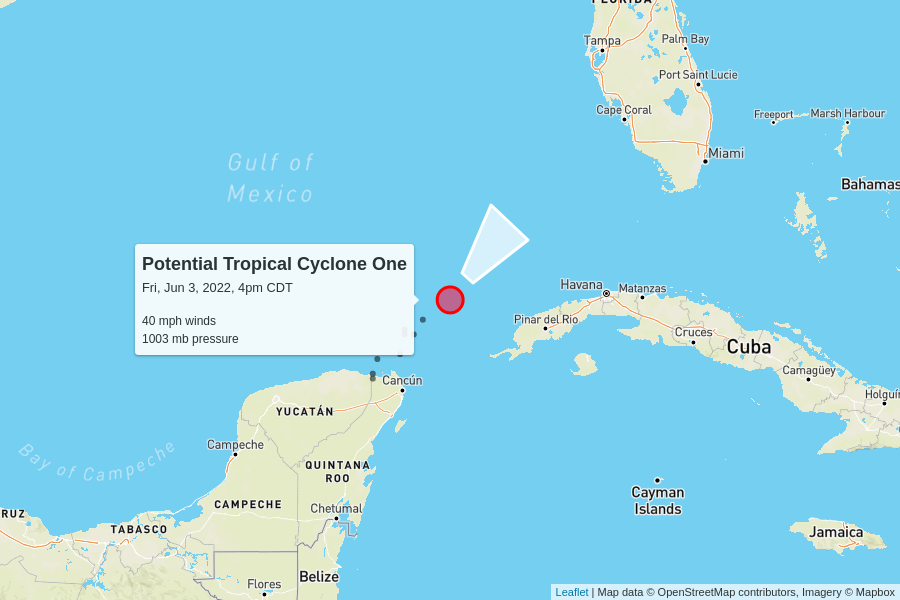 FLORIDA
Tampa
Palm Bay
Port Saint Lucie
Cape Coral
Freeport
Marsh Harbour
Miami
Gulf of
Mexico
Bahamas
Potential Tropical Cyclone One
Fri, Jun 3, 2022, 4pm CDT
40 mph winds
1003 mb pressure
Havana
Matanzas
Pinar del Río
Cruces
Cuba
Camagüey
Holguín
Cancún
YUCATÁN
Campeche
Bay of Campeche
QUINTANA
ROO
CAMPECHE
Chetumal
Cayman
Islands
RUZ
TABASCO
Jamaica
Flores
Belize
Leaflet | Map data © OpenStreetMap contributors, Imagery © Mapbox